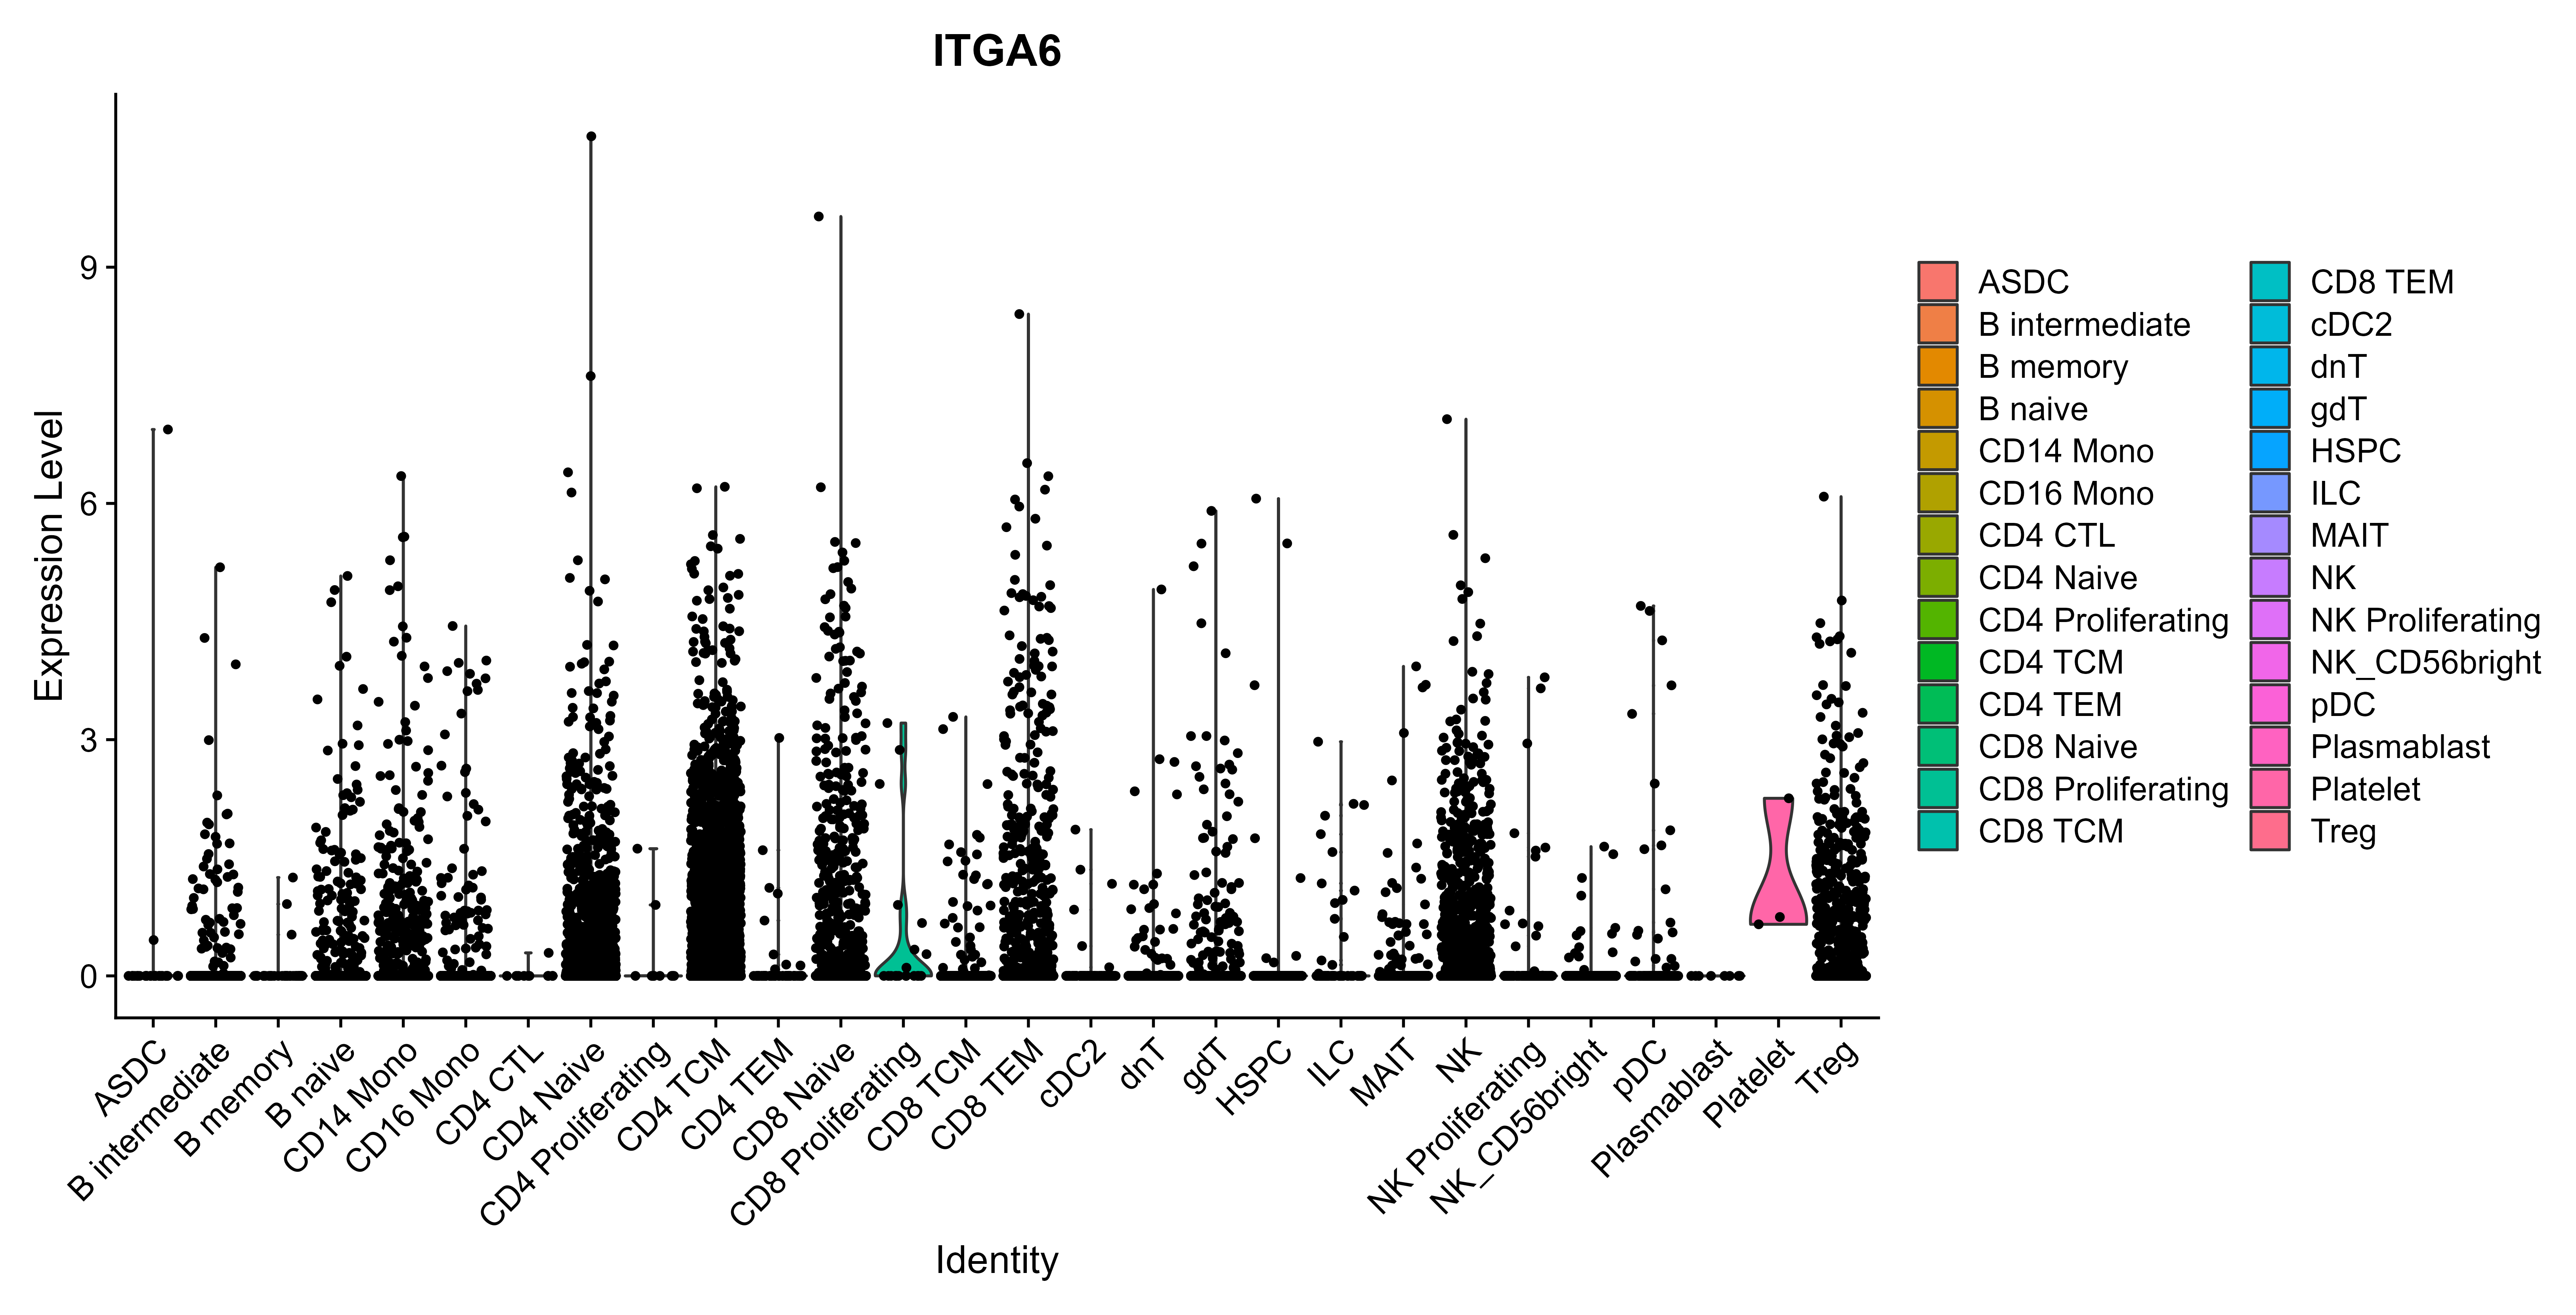 ITGA6
Expression Level
9
6
3
0
ASDC
B intermediate
B memory
B naive
CD14 Mono
CD16 Mono
CD4 CTL
CD4 Naive
CD4 Proliferating
CD4 TCM
CD4 TEM
CD8 Naive
CD8 Proliferating
CD8 TCM
CD8 TEM
cDC2
dnT
gdT
HSPC
ILC
MAIT
NK
NK Proliferating
NK_CD56bright
pDC
Plasmablast
Platelet
Treg
Identity
ASDC
B intermediate
B memory
B naive
CD14 Mono
CD16 Mono
CD4 CTL
CD4 Naive
CD4 Proliferating
CD4 TCM
CD4 TEM
CD8 Naive
CD8 Proliferating
CD8 TCM
CD8 TEM
cDC2
dnT
gdT
HSPC
ILC
MAIT
NK
NK Proliferating
NK_CD56bright
pDC
Plasmablast
Platelet
Treg